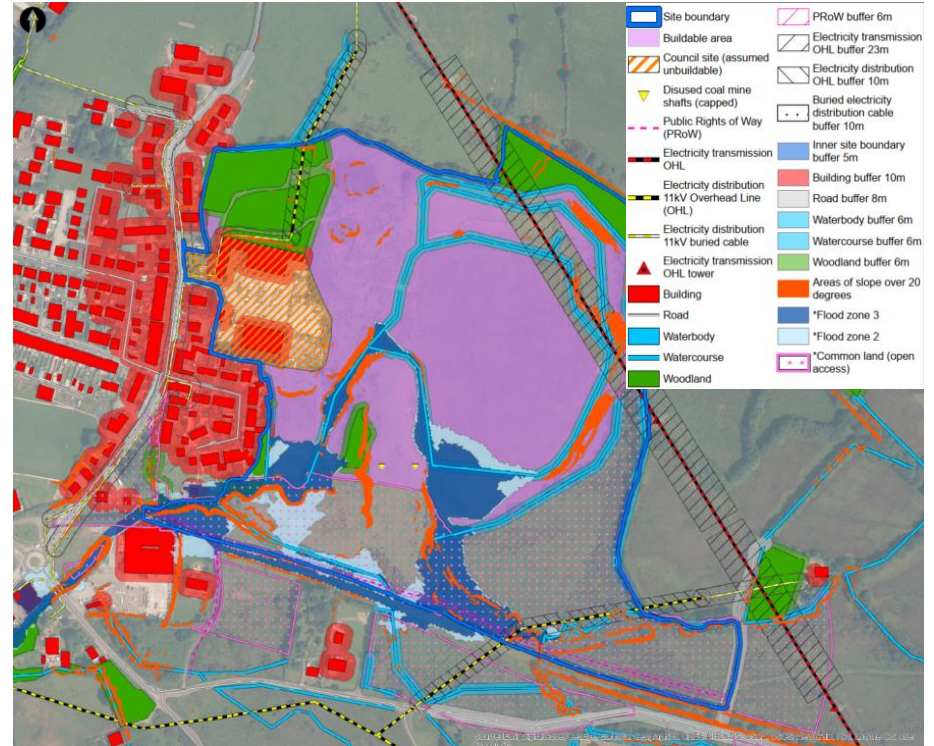 Site boundary
Buildable area
Council site (assumed
unbuildable)
Disused coal mine
shafts (capped)
Public Rights of Way
(PRoW)
Electricity transmission
OHL
Electricity distribution
11kV Overhead Line
(OHL)
Electricity distribution
11kV buried cable
Electricity transmission
OHL tower
Building
Road
Waterbody
Watercourse
Woodland
PRoW buffer 6m
Electricity transmission
OHL buffer 23m
Electricity distribution
OHL buffer 10m
Buried electricity
distribution cable
buffer 10m
Inner site boundary
buffer 5m
Building buffer 10m
Road buffer 8m
Waterbody buffer 6m
Watercourse buffer 6m
Woodland buffer 6m
Areas of slope over 20
degrees
*Flood zone 3
*Flood zone 2
*Common land (open
access)